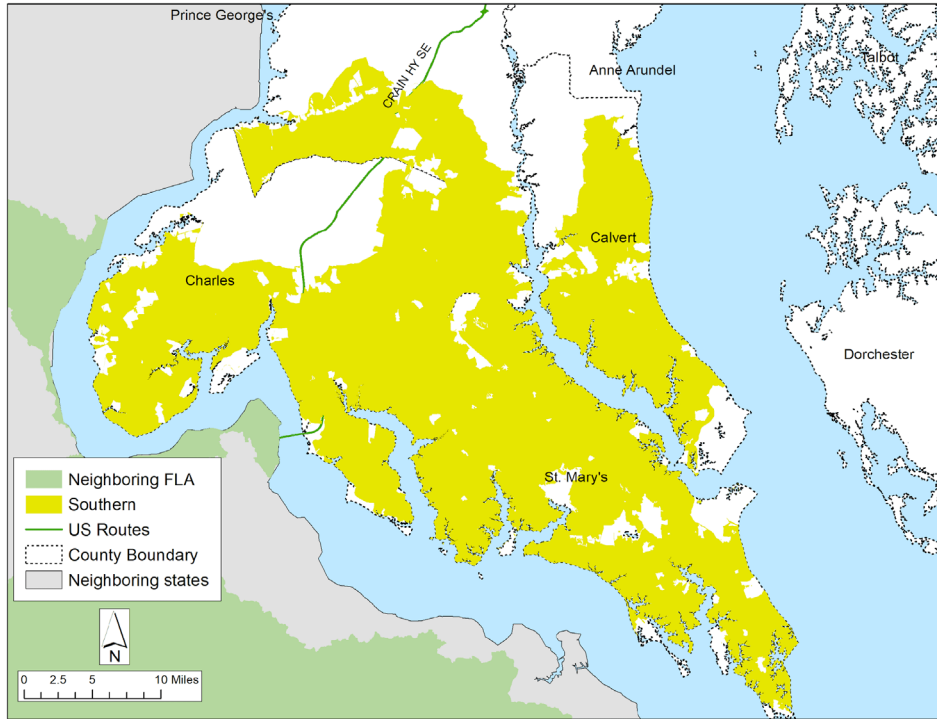 Prince George's
CRAIN HY SE
Anne Arundel
Talbot
Calvert
Charles
Dorchester
St. Mary's
Neighboring FLA
Southern
US Routes
County Boundary
Neighboring states
N
0 2.5 5 10 Miles